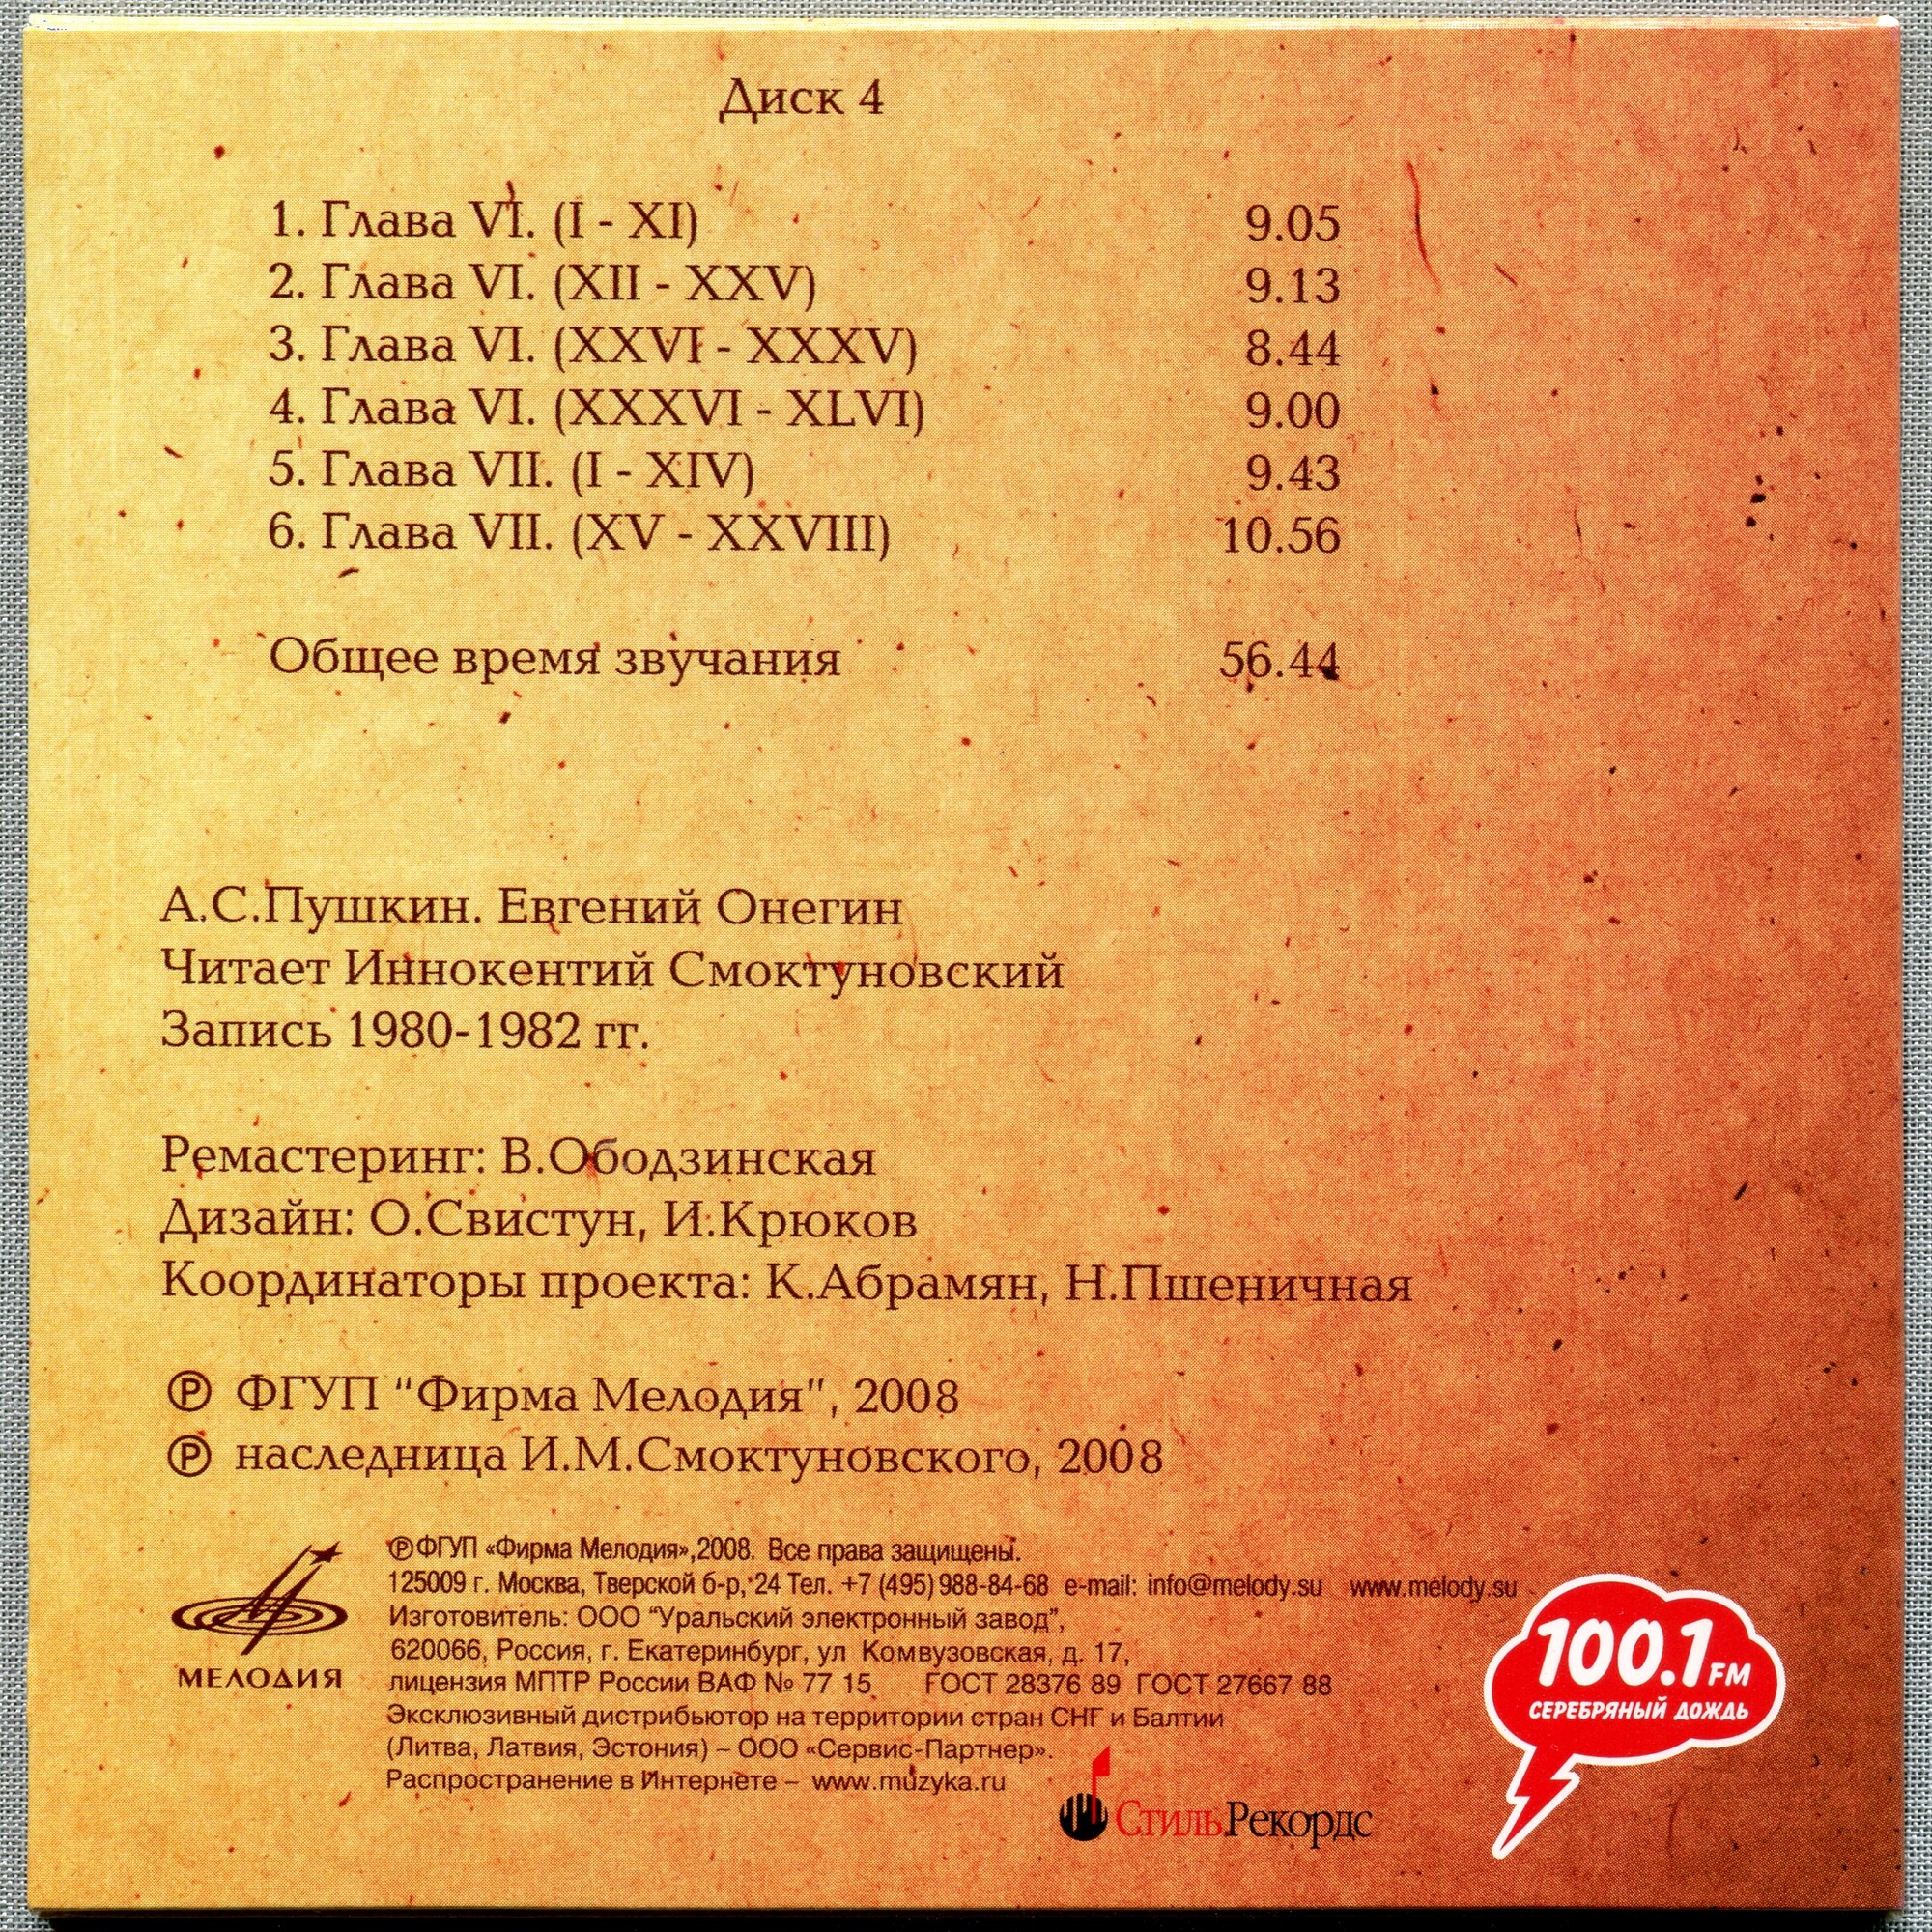 Диск 4
1. Глава VI. (I - XI) 9.05
2. Глава VI. (XII - XXV) 9.13
3. Глава VI. (XXVI - XXXV) 8.44
4. Глава VI. (XXXVI - XLVI) 9.00
5. Глава VII. (I - XIV) 9.43
6. Глава VII. (XV - XXVIII) 10.56
Общее время звучания 56.44
А.С.Пушкин. Евгений Онегин
Читает Иннокентий Смоктуновский
Запись 1980-1982 гг.
Ремастеринг: В.Ободзинская
Дизайн: О.Свистун, И.Крюков
Координаторы проекта: К.Абрамян, Н.Пшеничная
℗ ФГУП "Фирма Мелодия", 2008
℗ наследница И.М.Смоктуновского, 2008
МЕЛОДИЯ
℗ФГУП «Фирма Мелодия»,2008. Все права защищены.
125009 г. Москва, Тверской б-р, 24 Тел. +7 (495) 988-84-68 e-mail: info@melody.su www.melody.su
Изготовитель: ООО "Уральский электронный завод",
620066, Россия, г. Екатеринбург, ул Комвузовская, д. 17,
лицензия МПТР России ВАФ № 77 15 ГОСТ 28376 89 ГОСТ 27667 88
Эксклюзивный дистрибьютор на территории стран СНГ и Балтии
(Литва, Латвия, Эстония) – ООО «Сервис-Партнер».
Распространение в Интернете – www.muzyka.ru
СтильРекордс
100.1 FM
СЕРЕБРЯНЫЙ ДОЖДЬ